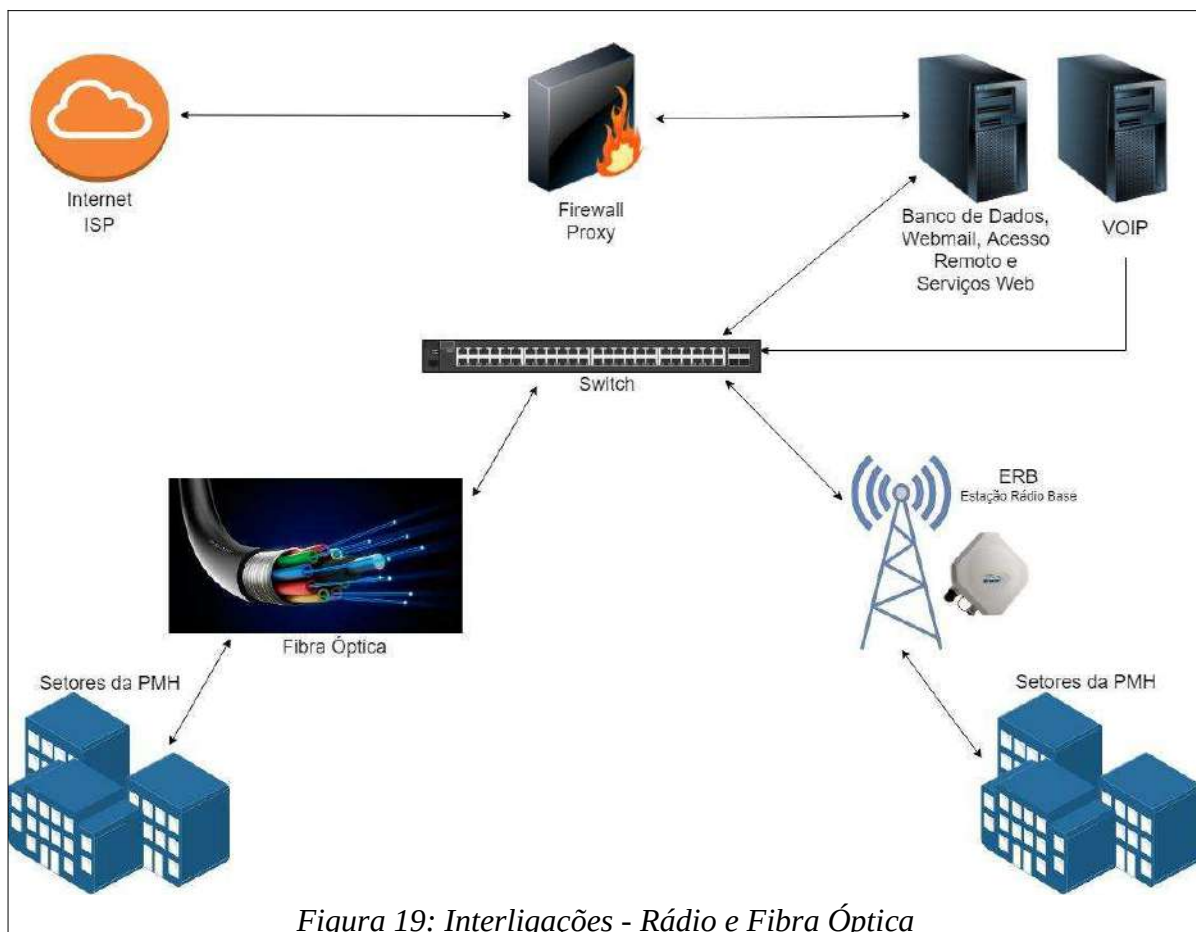 Internet
ISP
Firewall
Proxy
Banco de Dados,
Webmail, Acesso
Remoto e
Serviços Web
VOIP
Switch
ERB
Estação Rádio Base
Fibra Óptica
Setores da PMH
Setores da PMH
Figura 19: Interligações - Rádio e Fibra Óptica